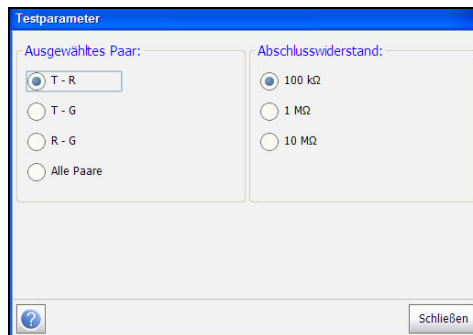 Testparameter
Ausgewähltes Paar:
T - R
T - G
R - G
Alle Paare
Abschlusswiderstand:
100 kΩ
1 MΩ
10 MΩ
?
Schließen